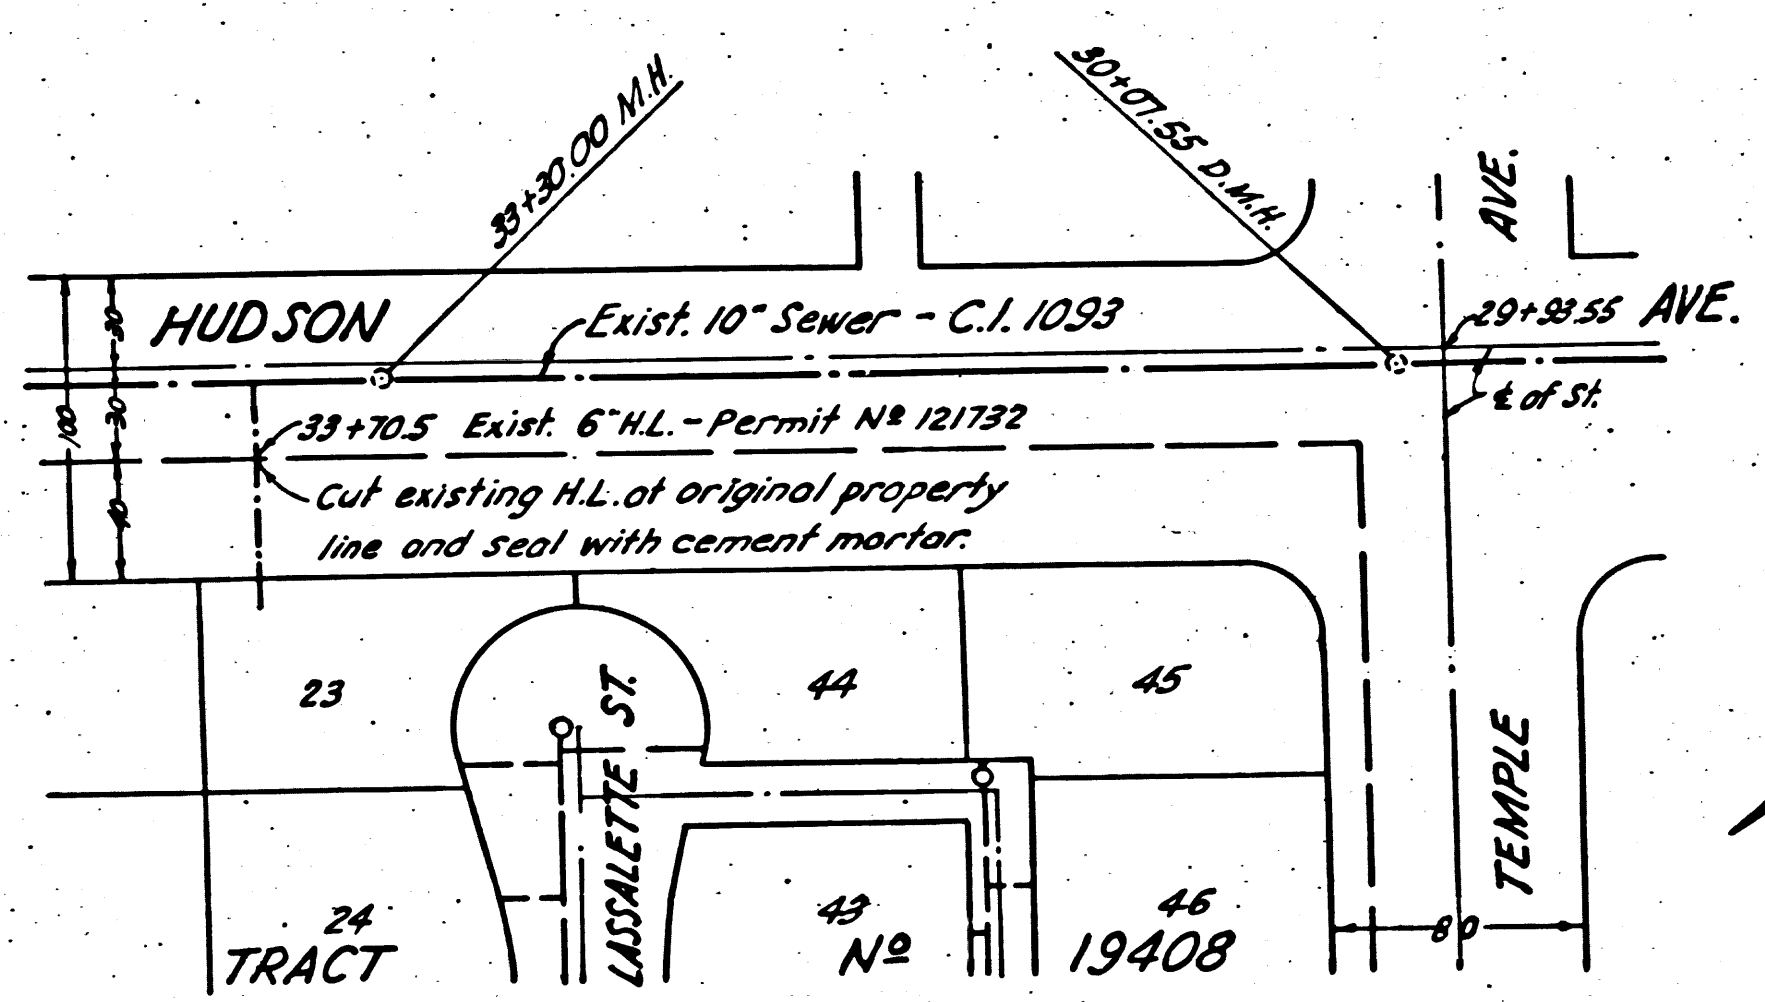 33+30.00 M.H.
30+07.55 D.M.H.
AVE.
HUDSON
Exist. 10" Sewer - C.I. 1093
29+93.55
AVE.
30
100
30
40
33+70.5 Exist. 6" H.L. - Permit Nº 121732
℄ of St.
Cut existing H.L. at original property
line and seal with cement mortar.
23
ST.
44
45
LASSALETTE
TEMPLE
24
43
46
80
TRACT
Nº
19408